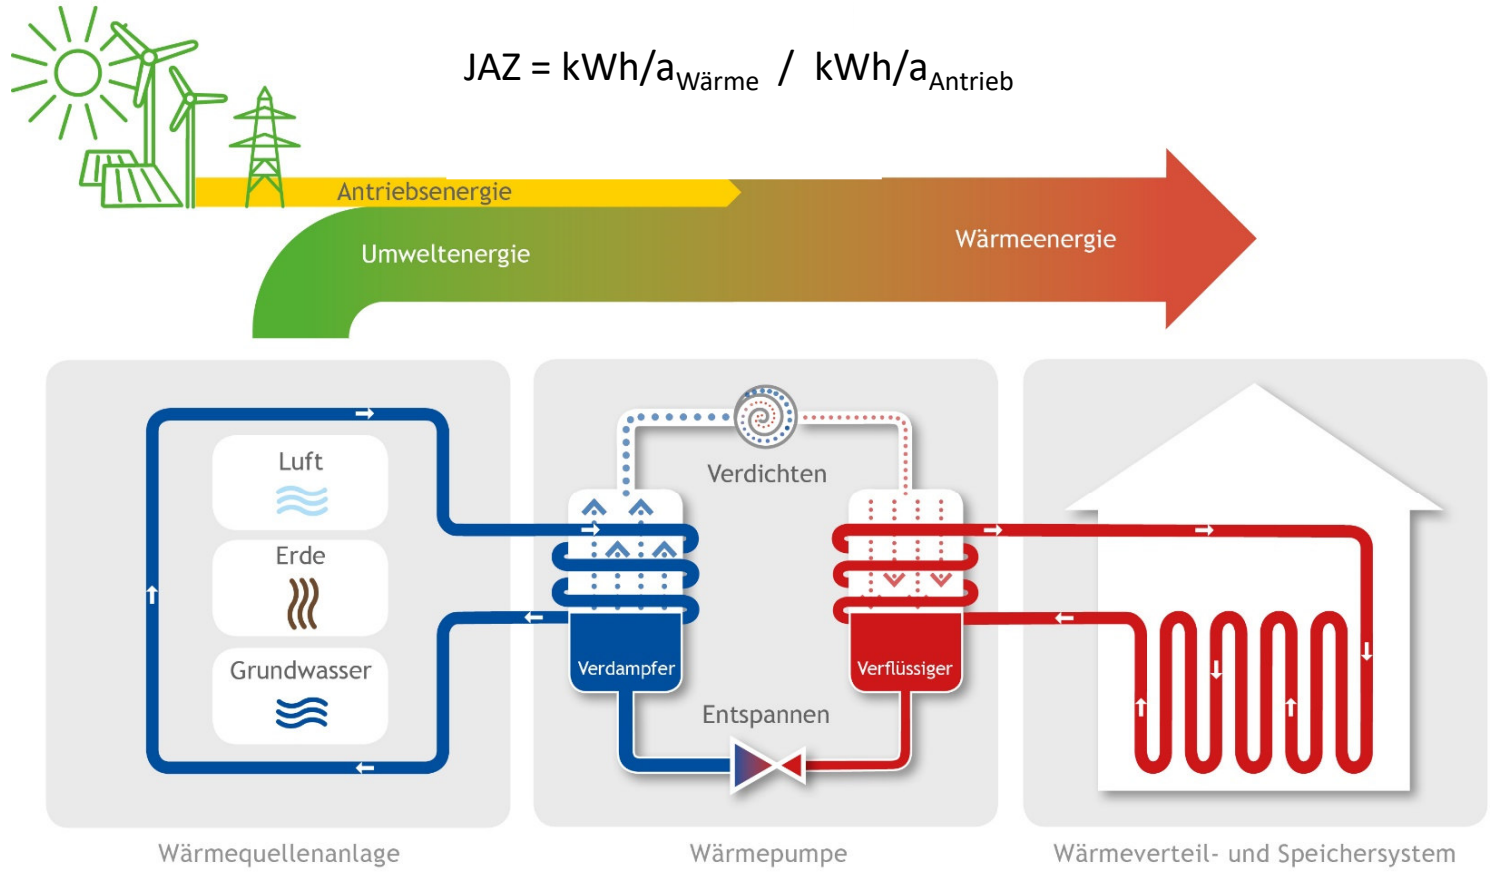 JAZ = kWh/aWärme / kWh/aAntrieb
Antriebsenergie
Umweltenergie
Wärmeenergie
Luft
Erde
Grundwasser
Verdichten
Verdampfer
Verflüssiger
Entspannen
Wärmequellenanlage
Wärmepumpe
Wärmeverteil- und Speichersystem